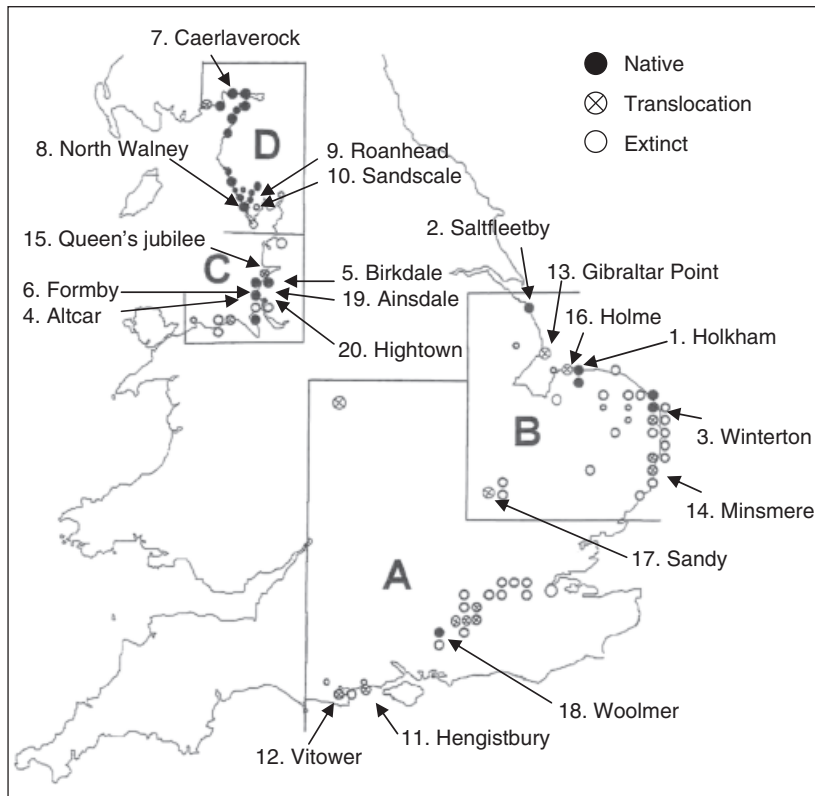 7. Caerlaverock
Native
Translocation
Extinct
D
8. North Walney
9. Roanhead
10. Sandscale
15. Queen's jubilee
2. Saltfleetby
C
13. Gibraltar Point
6. Formby
5. Birkdale
4. Altcar
19. Ainsdale
16. Holme
20. Hightown
1. Holkham
B
3. Winterton
14. Minsmere
17. Sandy
A
18. Woolmer
12. Vitower
11. Hengistbury